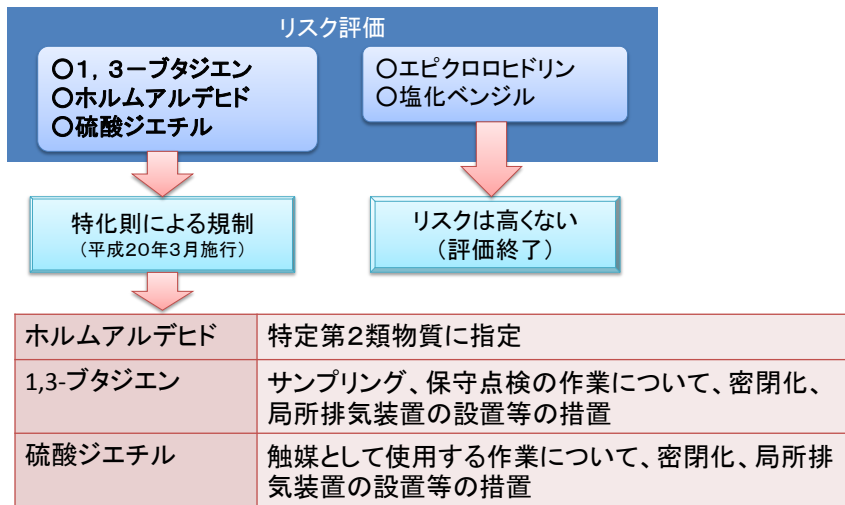 リスク評価
○1，3－ブタジエン
○ホルムアルデヒド
○硫酸ジエチル
○エピクロロヒドリン
○塩化ベンジル
特化則による規制
（平成20年3月施行）
リスクは高くない
（評価終了）
ホルムアルデヒド
特定第2類物質に指定
1,3-ブタジエン
サンプリング、保守点検の作業について、密閉化、
局所排気装置の設置等の措置
硫酸ジエチル
触媒として使用する作業について、密閉化、局所排
気装置の設置等の措置